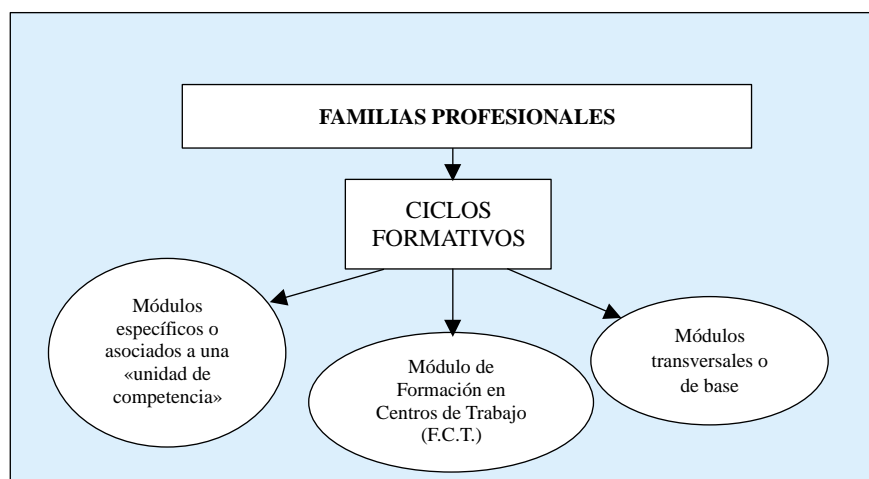 FAMILIAS PROFESIONALES
CICLOS
FORMATIVOS
Módulos
específicos o
asociados a una
«unidad de
competencia»
Módulo de
Formación en
Centros de Trabajo
(F.C.T.)
Módulos
transversales o
de base